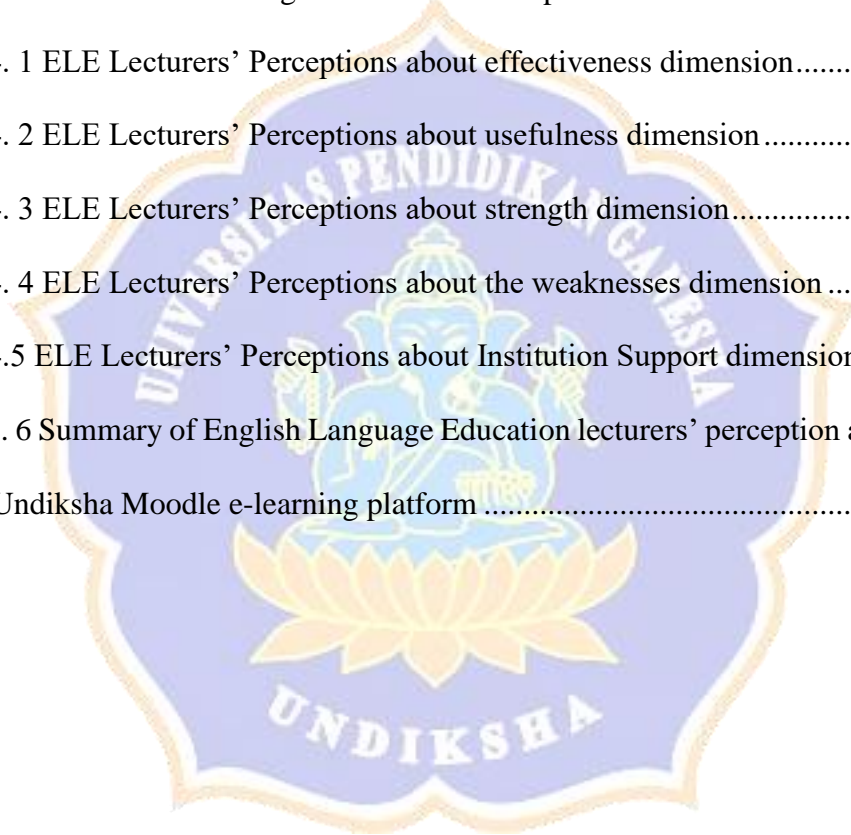 . 1 ELE Lecturers’ Perceptions about effectiveness dimension.......
. 2 ELE Lecturers’ Perceptions about usefulness dimension...........
UNIVERSITAS PENDIDIKAN GANESHA
. 3 ELE Lecturers’ Perceptions about strength dimension...............
. 4 ELE Lecturers’ Perceptions about the weaknesses dimension ...
.5 ELE Lecturers’ Perceptions about Institution Support dimension
. 6 Summary of English Language Education lecturers’ perception a
Undiksha Moodle e-learning platform ..............................................
UNDIKSHA